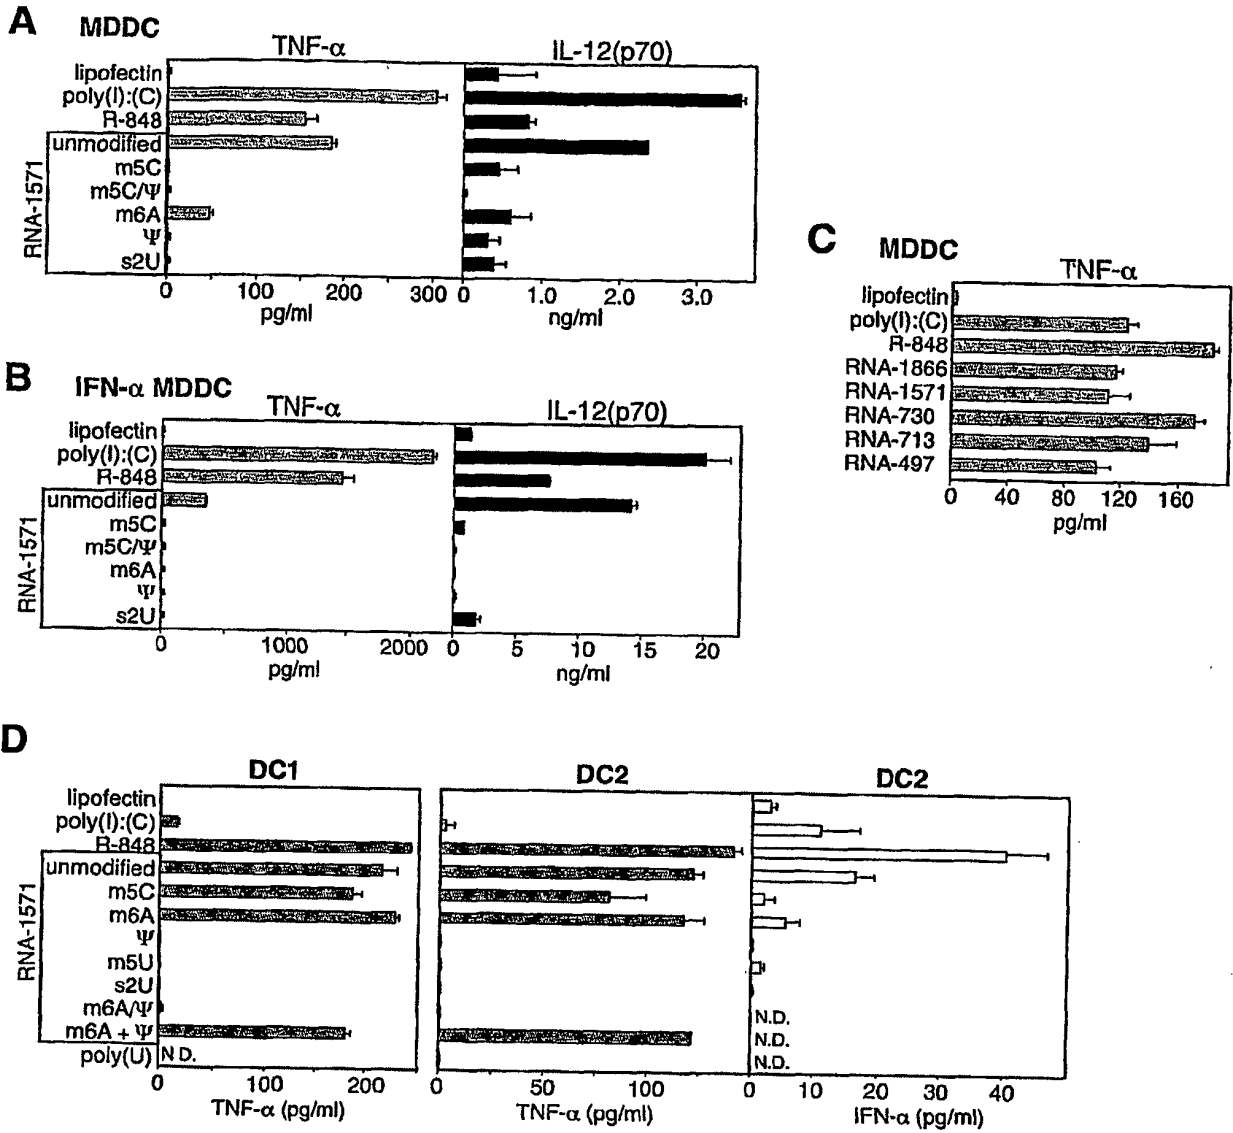 A
MDDC
TNF-α
IL-12(p70)
lipofectin
poly(I):(C)
R-848
unmodified
m5C
m5C/Ψ
m6A
Ψ
s2U
RNA-1571
0 100 200 300
pg/ml
0 1.0 2.0 3.0
ng/ml
B
IFN-α MDDC
TNF-α
IL-12(p70)
lipofectin
poly(I):(C)
R-848
unmodified
m5C
m5C/Ψ
m6A
Ψ
s2U
RNA-1571
0 1000 2000
pg/ml
0 5 10 15 20
ng/ml
C
MDDC
TNF-α
lipofectin
poly(I):(C)
R-848
RNA-1866
RNA-1571
RNA-730
RNA-713
RNA-497
0 40 80 120 160
pg/ml
D
DC1
DC2
DC2
lipofectin
poly(I):(C)
R-848
unmodified
m5C
m6A
Ψ
m5U
s2U
m6A/Ψ
m6A + Ψ
poly(U)
RNA-1571
N.D.
N.D.
N.D.
N.D.
0 100 200
TNF-α (pg/ml)
0 50 100
TNF-α (pg/ml)
0 10 20 30 40
IFN-α (pg/ml)